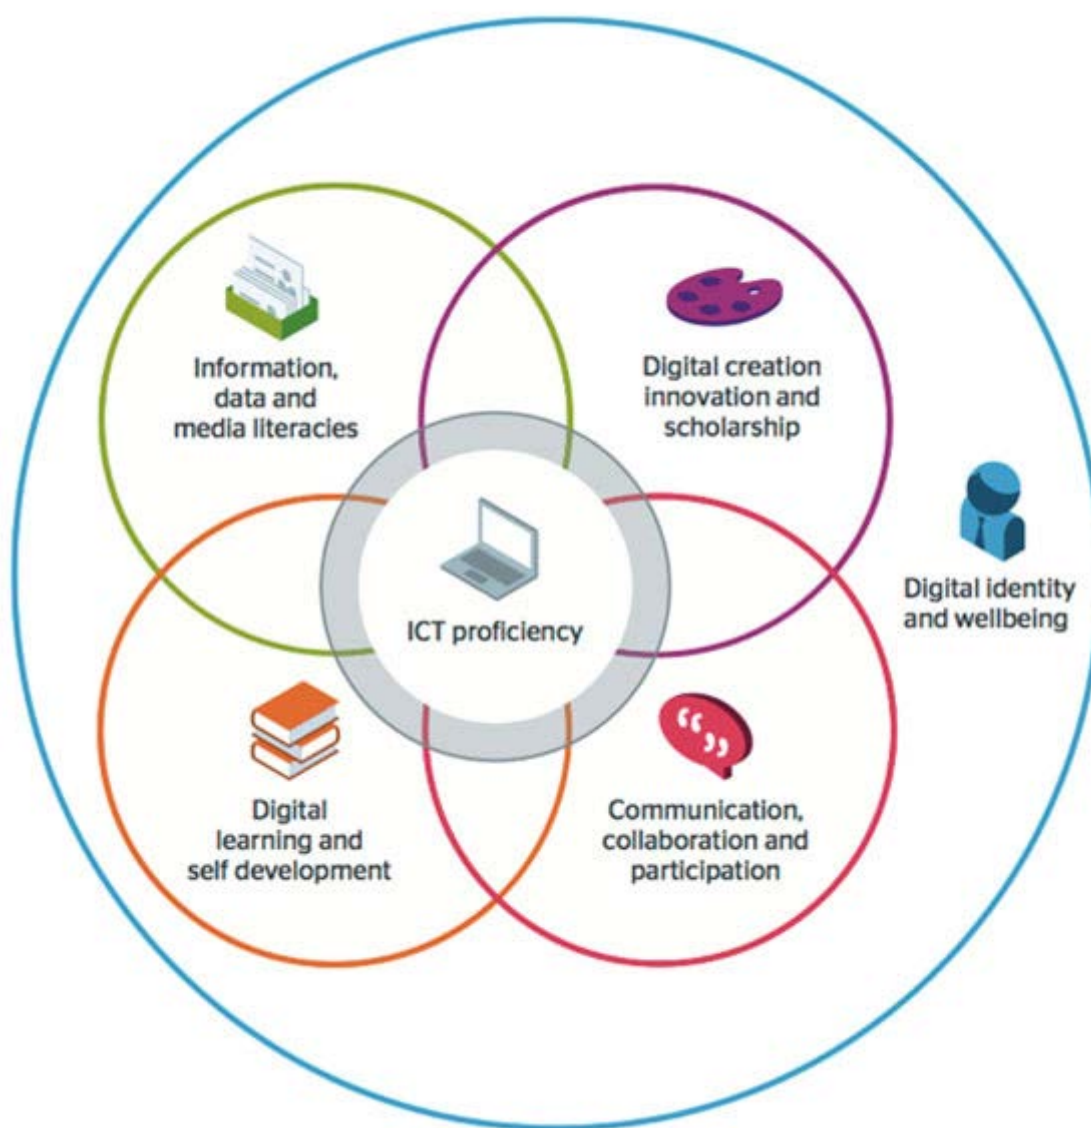 Information,
data and
media literacies
Digital creation
innovation and
scholarship
ICT proficiency
Digital identity
and wellbeing
Digital
learning and
self development
“ ”
Communication,
collaboration and
participation